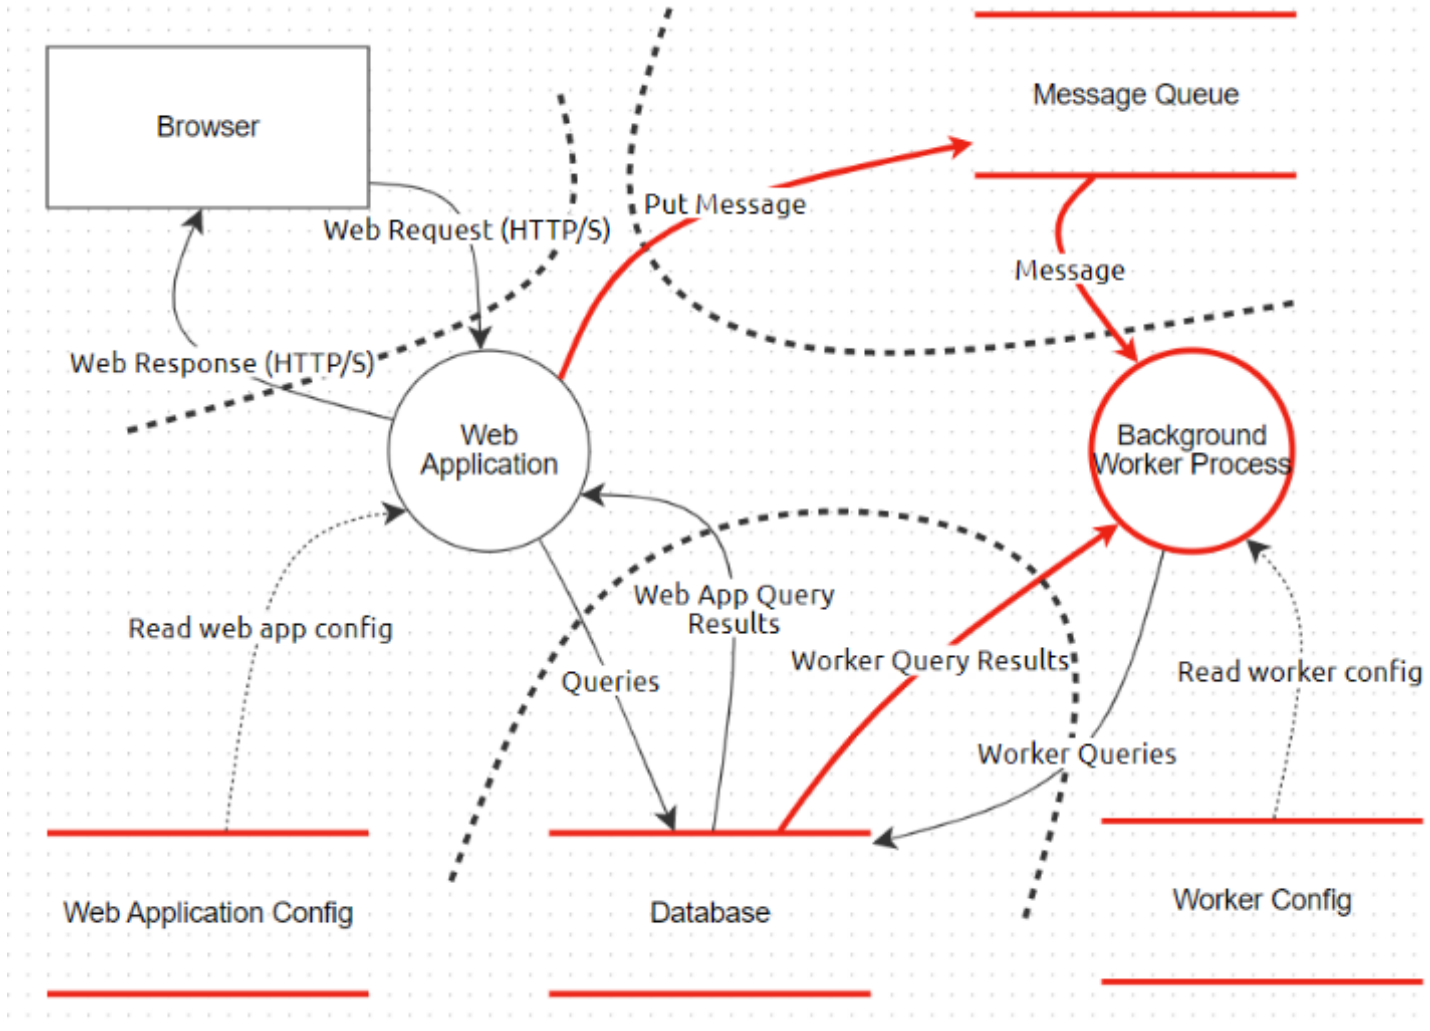 Message Queue
Browser
Put Message
Web Request (HTTP/S)
Message
Web Response (HTTP/S)
Web
Application
Background
Worker Process
Web App Query
Results
Read web app config
Worker Query Results
Read worker config
Queries
Worker Queries
Web Application Config
Database
Worker Config